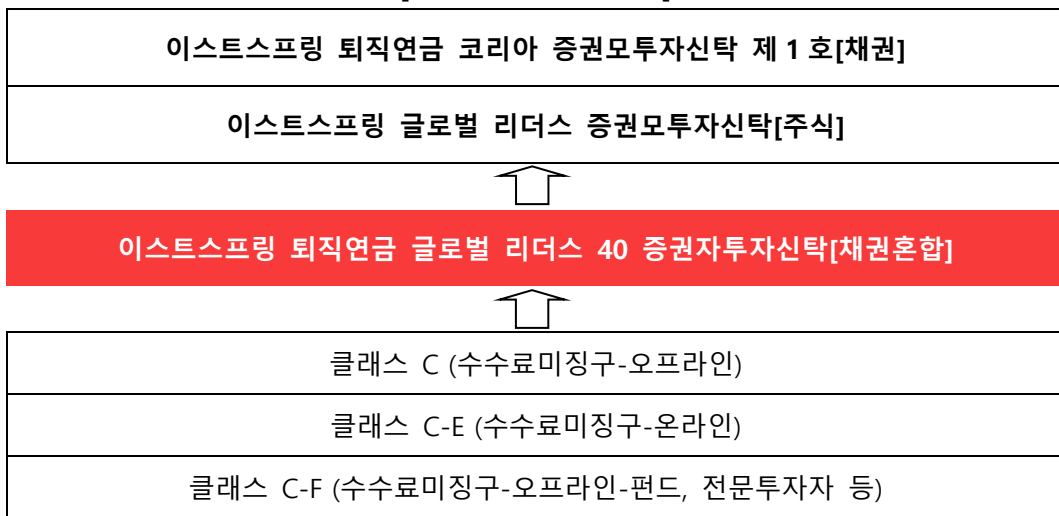 이스트스프링 퇴직연금 코리아 증권모투자신탁 제 1 호[채권]
이스트스프링 글로벌 리더스 증권모투자신탁[주식]
이스트스프링 퇴직연금 글로벌 리더스 40 증권자투자신탁[채권혼합]
클래스 C (수수료미징구-오프라인)
클래스 C-E (수수료미징구-온라인)
클래스 C-F (수수료미징구-오프라인-펀드, 전문투자자 등)